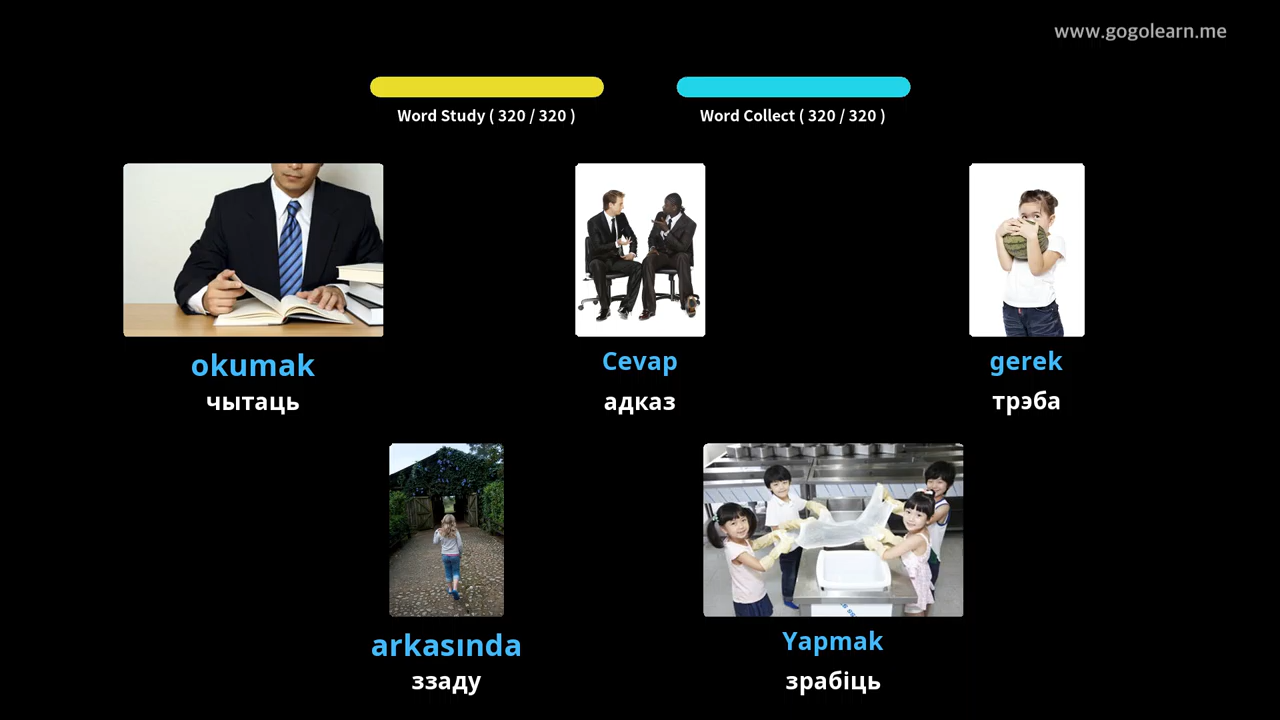 www.gogolearn.me
Word Study ( 320 / 320 )
Word Collect ( 320 / 320 )
okumak
чытаць
Cevap
адказ
gerek
трэба
arkasında
ззаду
Yapmak
зрабіць